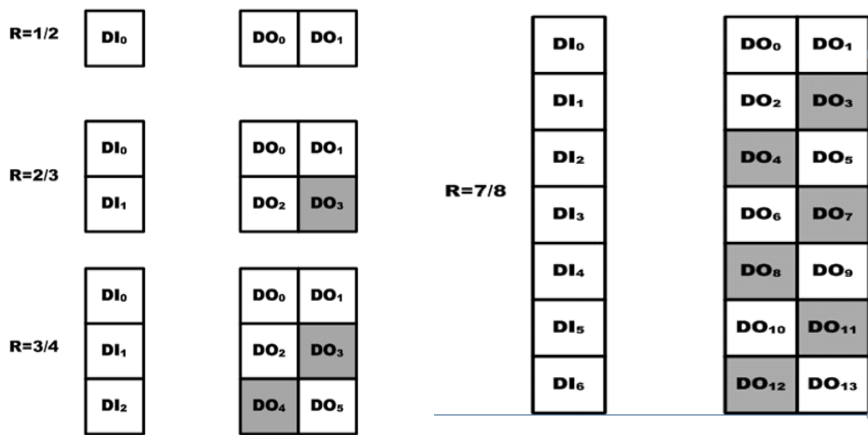 R=1/2
DI₀
DO₀ DO₁
R=2/3
DI₀
DO₀ DO₁
DI₁
DO₂ DO₃
R=3/4
DI₀
DO₀ DO₁
DI₁
DO₂ DO₃
DI₂
DO₄ DO₅
R=7/8
DI₀
DO₀ DO₁
DI₁
DO₂ DO₃
DI₂
DO₄ DO₅
DI₃
DO₆ DO₇
DI₄
DO₈ DO₉
DI₅
DO₁₀ DO₁₁
DI₆
DO₁₂ DO₁₃